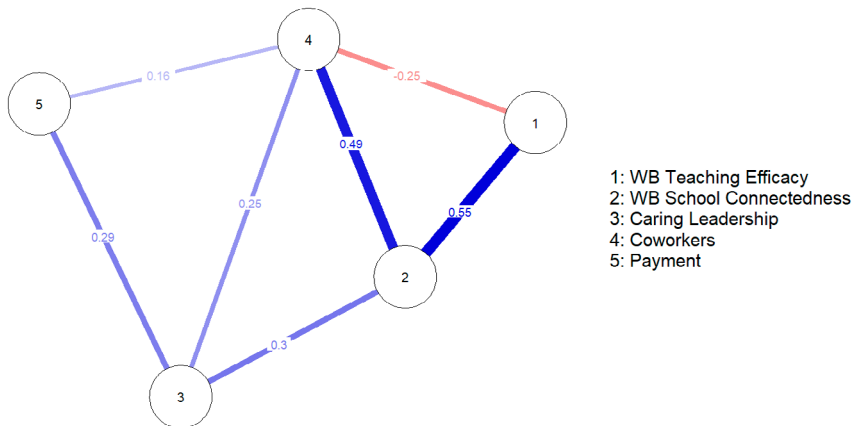 4
0.16
-0.25
5
1
0.49
0.55
0.25
0.29
2
0.3
3
1: WB Teaching Efficacy
2: WB School Connectedness
3: Caring Leadership
4: Coworkers
5: Payment